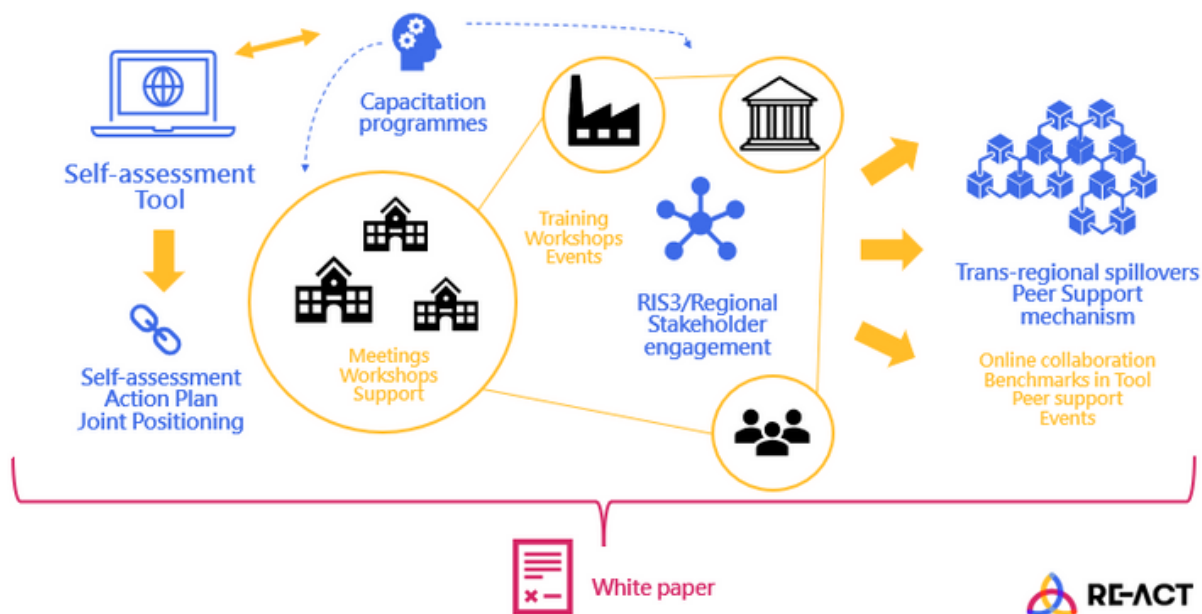 Capacitation
programmes
Self-assessment
Tool
Self-assessment
Action Plan
Joint Positioning
Meetings
Workshops
Support
Training
Workshops
Events
RIS3/Regional
Stakeholder
engagement
Trans-regional spillovers
Peer Support
mechanism
Online collaboration
Benchmarks in Tool
Peer support
Events
White paper
RE-ACT